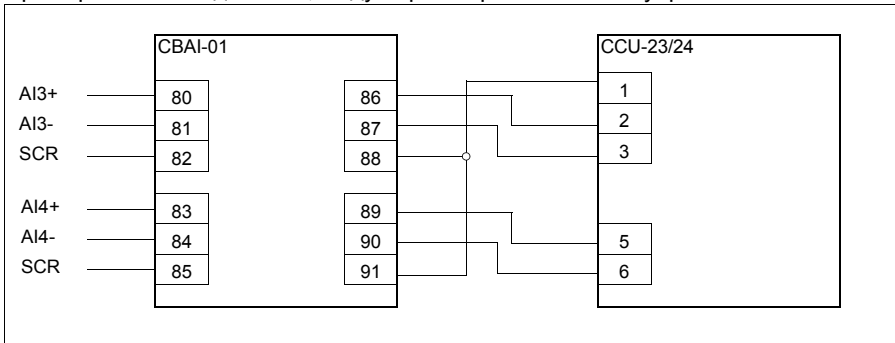 CBAI-01 CCU-23/24
AI3+ 80 86 1
AI3- 81 87 2
SCR 82 88 3
AI4+ 83 89
AI4- 84 90 5
SCR 85 91 6